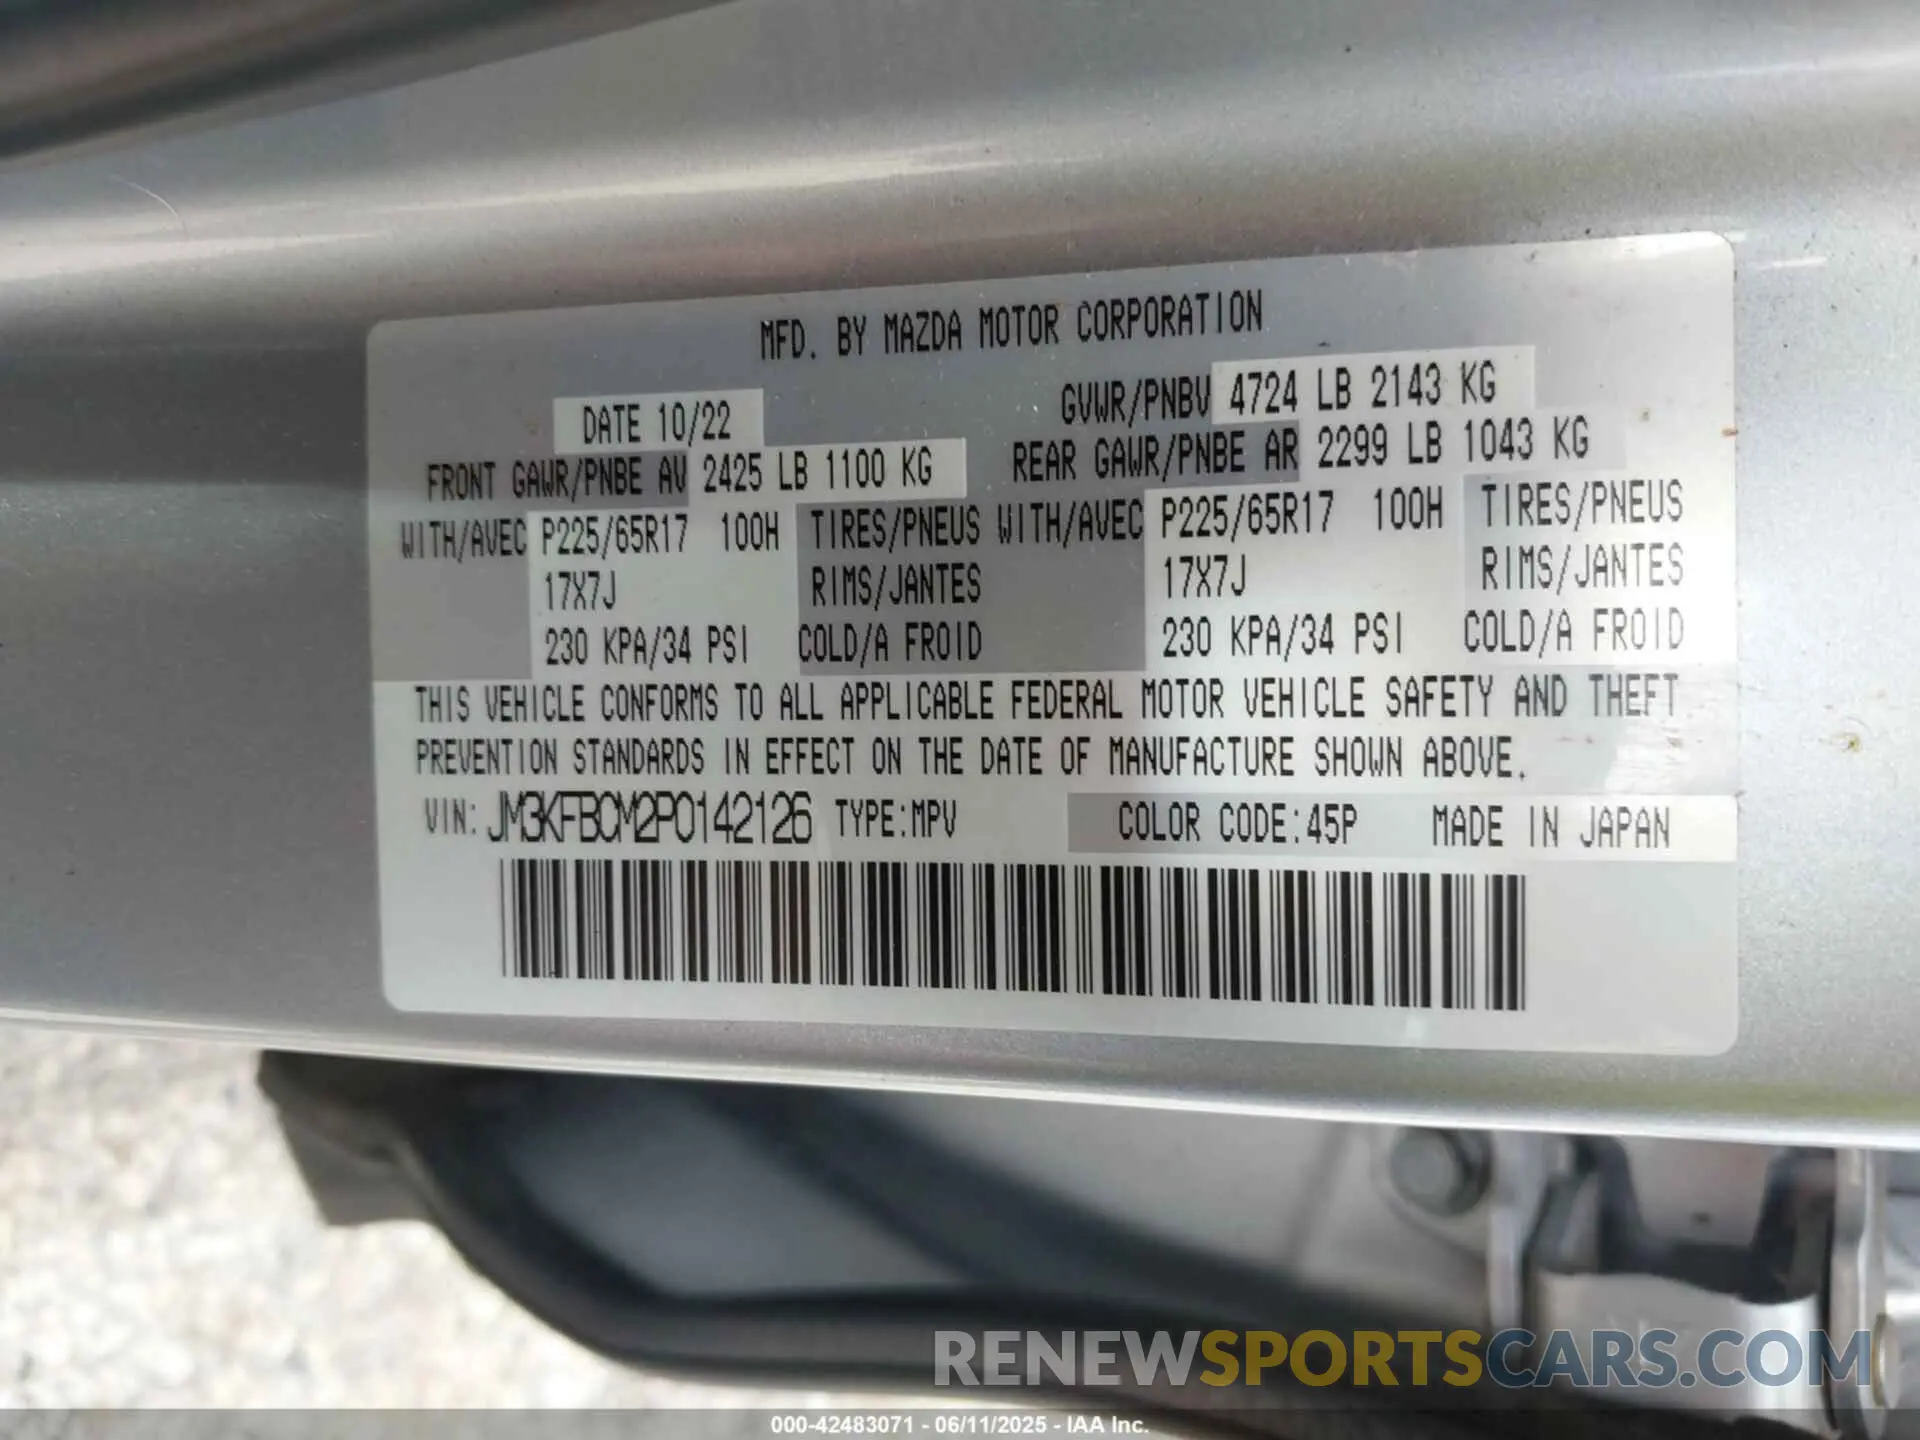 MFD. BY MAZDA MOTOR CORPORATION
DATE 10/22 GVWR/PNBV 4724 LB 2143 KG
FRONT GAWR/PNBE AV 2425 LB 1100 KG REAR GAWR/PNBE AR 2299 LB 1043 KG
WITH/AVEC P225/65R17 100H TIRES/PNEUS WITH/AVEC P225/65R17 100H TIRES/PNEUS
17X7J RIMS/JANTES 17X7J RIMS/JANTES
230 KPA/34 PSI COLD/A FROID 230 KPA/34 PSI COLD/A FROID
THIS VEHICLE CONFORMS TO ALL APPLICABLE FEDERAL MOTOR VEHICLE SAFETY AND THEFT
PREVENTION STANDARDS IN EFFECT ON THE DATE OF MANUFACTURE SHOWN ABOVE.
VIN: JM3KFBCM2P0142126 TYPE:MPV COLOR CODE:45P MADE IN JAPAN
RENEWSPORTSCARS.COM
000-42483071 - 06/11/2025 - IAA Inc.